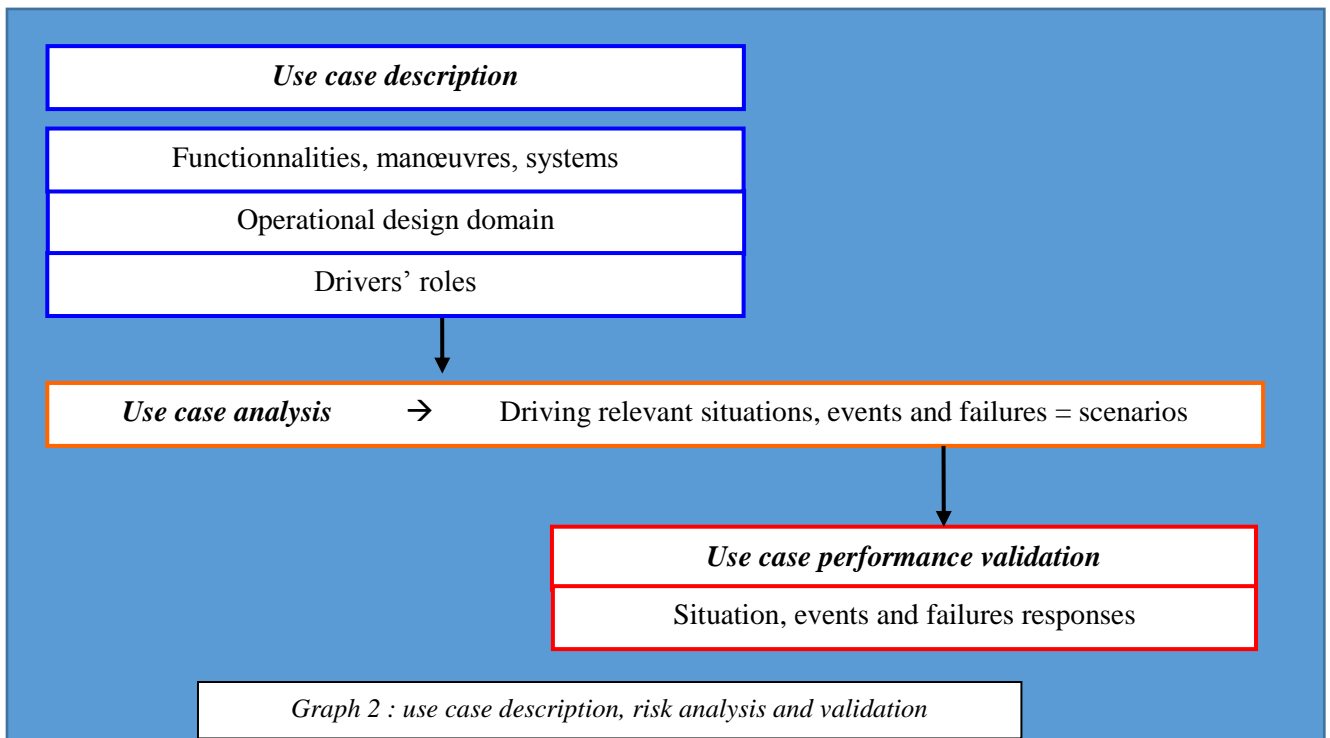 Use case description
Functionnalities, manœuvres, systems
Operational design domain
Drivers’ roles
Use case analysis → Driving relevant situations, events and failures = scenarios
Use case performance validation
Situation, events and failures responses
Graph 2 : use case description, risk analysis and validation